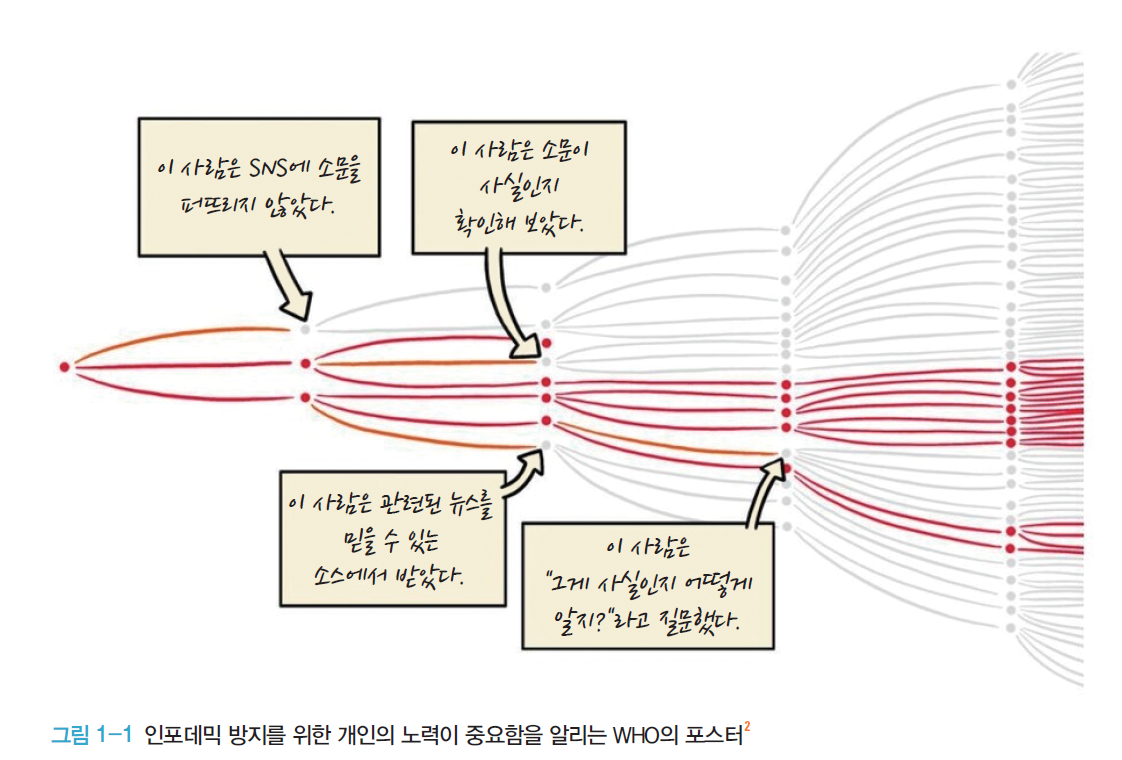 이 사람은 SNS에 소문을
퍼뜨리지 않았다.
이 사람은 소문이
사실인지
확인해 보았다.
이 사람은 관련된 뉴스를
믿을 수 있는
소스에서 받았다.
이 사람은
"그게 사실인지 어떻게
알지?"라고 질문했다.
그림 1-1 인포데믹 방지를 위한 개인의 노력이 중요함을 알리는 WHO의 포스터2